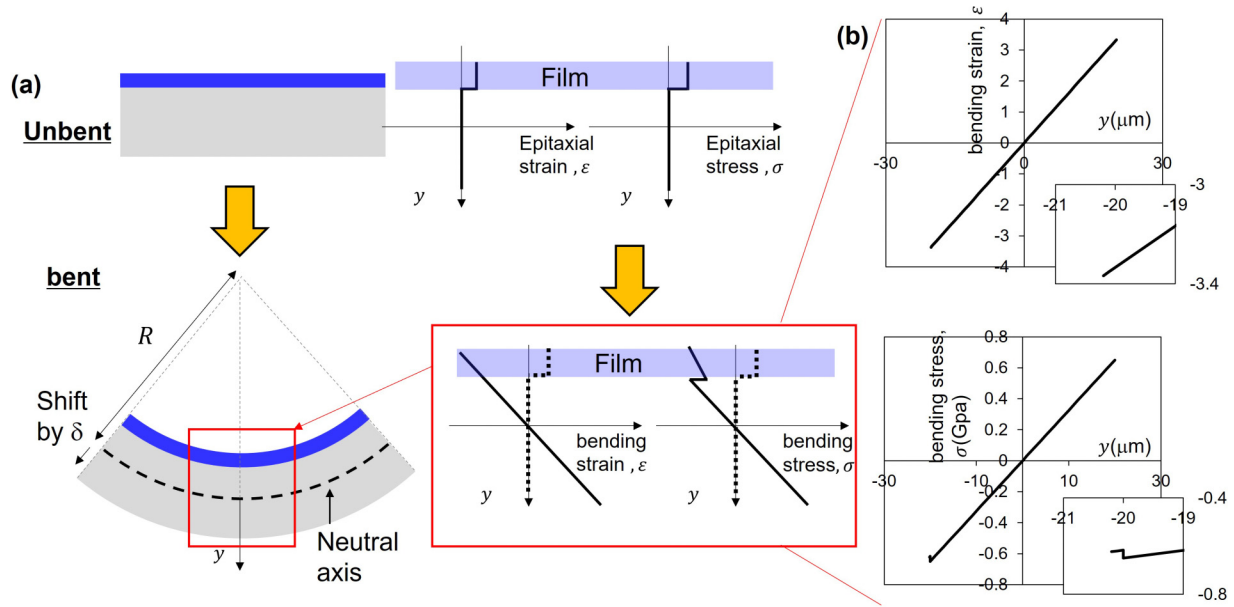 (a)
Unbent
Film
Epitaxial
strain , ε
Epitaxial
stress , σ
y
y
bent
R
Shift
by δ
Neutral
axis
y
Film
bending
strain , ε
bending
stress, σ
y
y
(b)
bending strain, ε
4
3
2
1
0
-1
-2
-3
-4
-30
0
30
y(μm)
-21
-20
-19
-3
-3.4
bending stress,
σ(Gpa)
0.8
0.6
0.4
0.2
0
-0.2
-0.4
-0.6
-0.8
-30
-10
10
30
y(μm)
-21
-20
-19
-0.4
-0.8